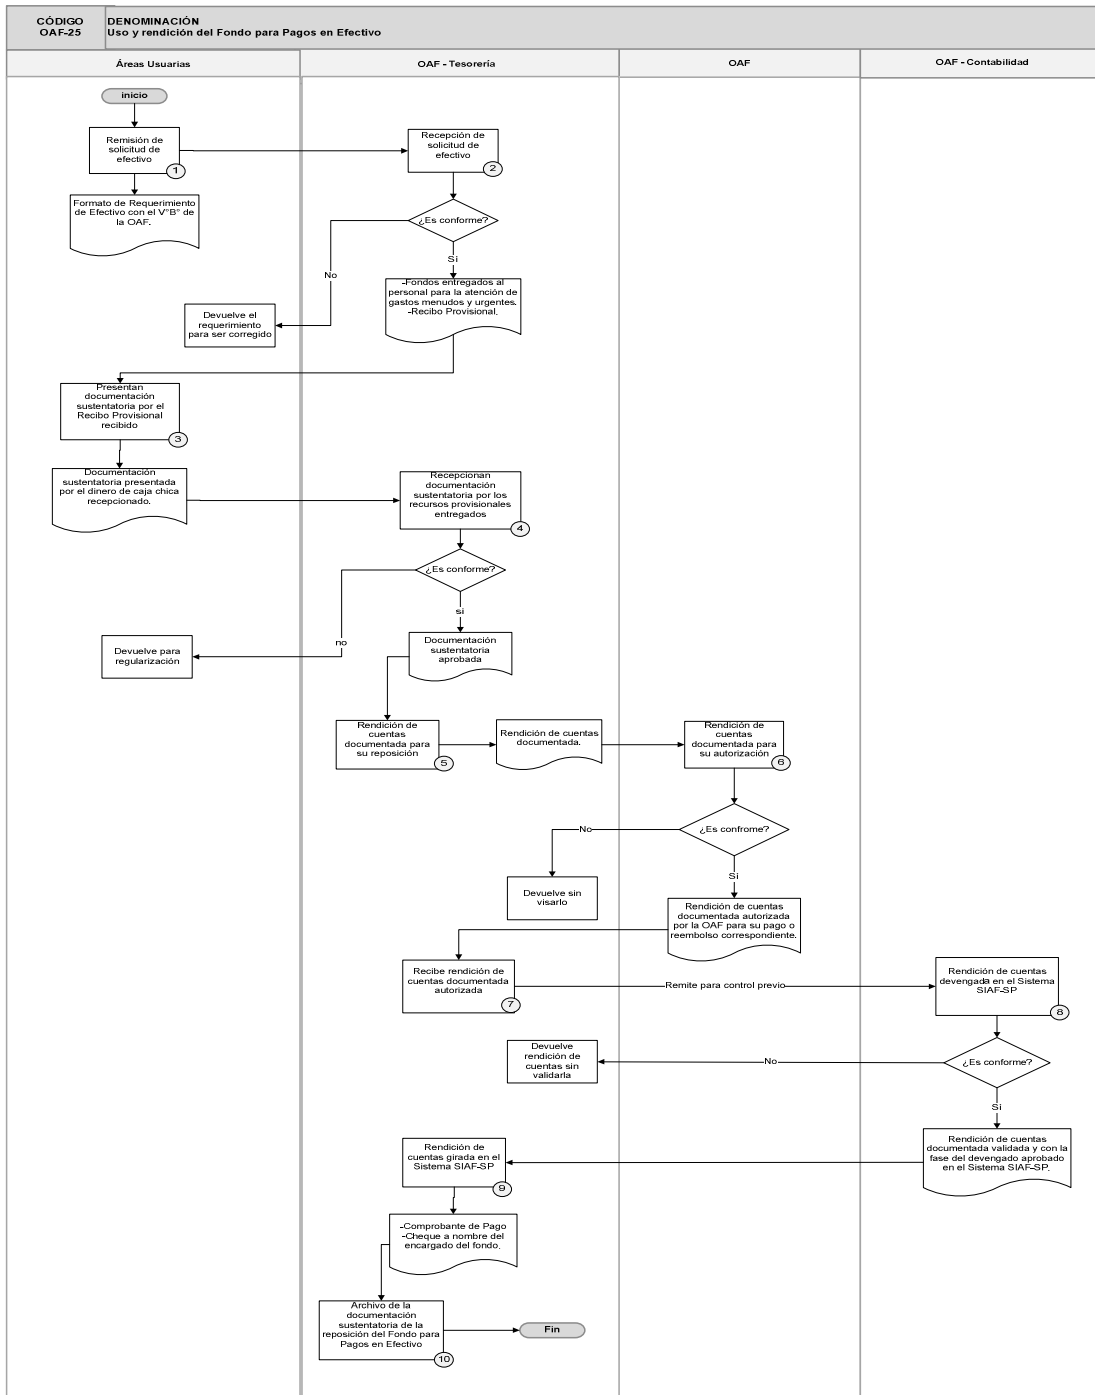 CÓDIGO
OAF-25
DENOMINACIÓN
Uso y rendición del Fondo para Pagos en Efectivo
Áreas Usuarias
OAF - Tesorería
OAF
OAF - Contabilidad
inicio
Remisión de
solicitud de
efectivo
1
Recepción de
solicitud de
efectivo
2
Formato de Requerimiento
de Efectivo con el V°B° de
la OAF.
¿Es conforme?
Si
No
-Fondos entregados al
personal para la atención de
gastos menudos y urgentes.
-Recibo Provisional.
Devuelve el
requerimiento
para ser corregido
Presentan
documentación
sustentatoria por el
Recibo Provisional
recibido
3
Documentación
sustentatoria presentada
por el dinero de caja chica
recepcionado.
Recepcionan
documentación
sustentatoria por los
recursos provisionales
entregados
4
¿Es conforme?
si
no
Devuelve para
regularización
Documentación
sustentatoria
aprobada
Rendición de
cuentas
documentada para
su reposición
5
Rendición de cuentas
documentada.
Rendición de
cuentas
documentada para
su autorización
6
¿Es confrome?
No
Si
Devuelve sin
visarlo
Rendición de cuentas
documentada autorizada
por la OAF para su pago o
reembolso correspondiente.
Recibe rendición de
cuentas documentada
autorizada
7
Remite para control previo
Rendición de cuentas
devengada en el Sistema
SIAF-SP
8
¿Es conforme?
No
Si
Devuelve
rendición de
cuentas sin
validarla
Rendición de cuentas
documentada validada y con la
fase del devengado aprobado
en el Sistema SIAF-SP.
Rendición de
cuentas girada en el
Sistema SIAF-SP
9
-Comprobante de Pago
-Cheque a nombre del
encargado del fondo.
Archivo de la
documentación
sustentatoria de la
reposición del Fondo para
Pagos en Efectivo
10
Fin